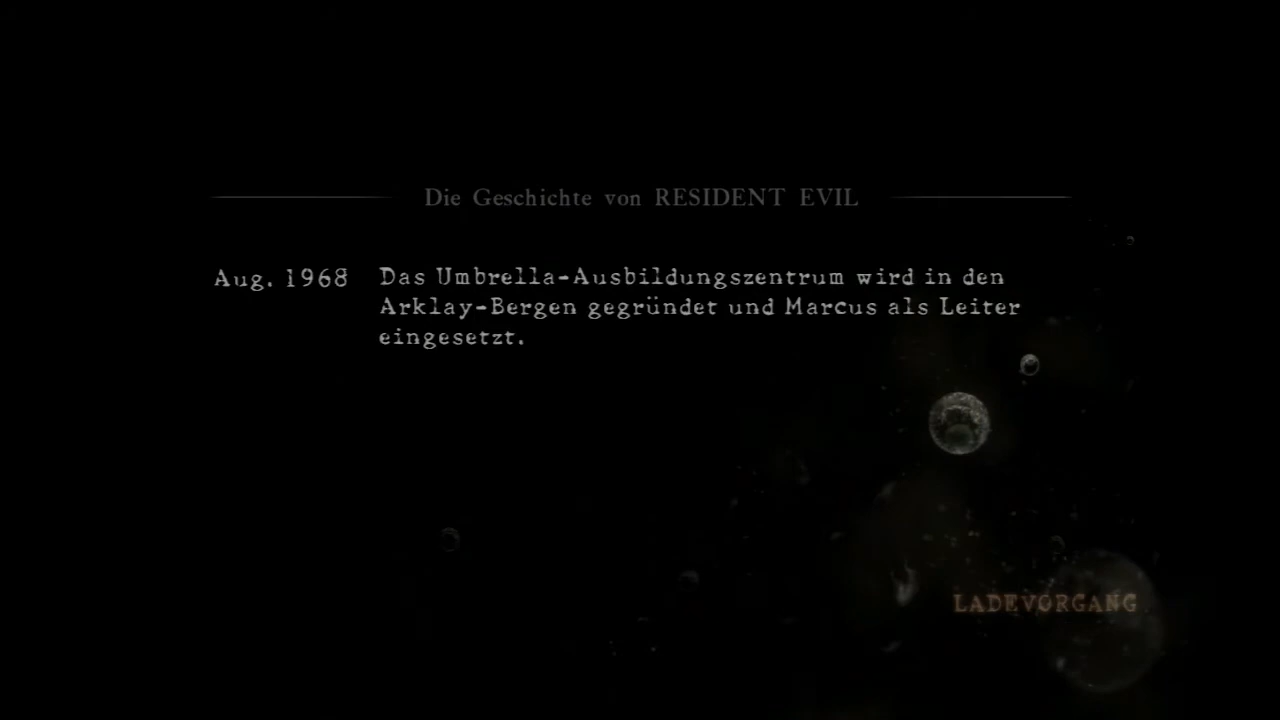 Die Geschichte von RESIDENT EVIL
Aug. 1968 Das Umbrella-Ausbildungszentrum wird in den
Arklay-Bergen gegründet und Marcus als Leiter
eingesetzt.
LADEVORGANG